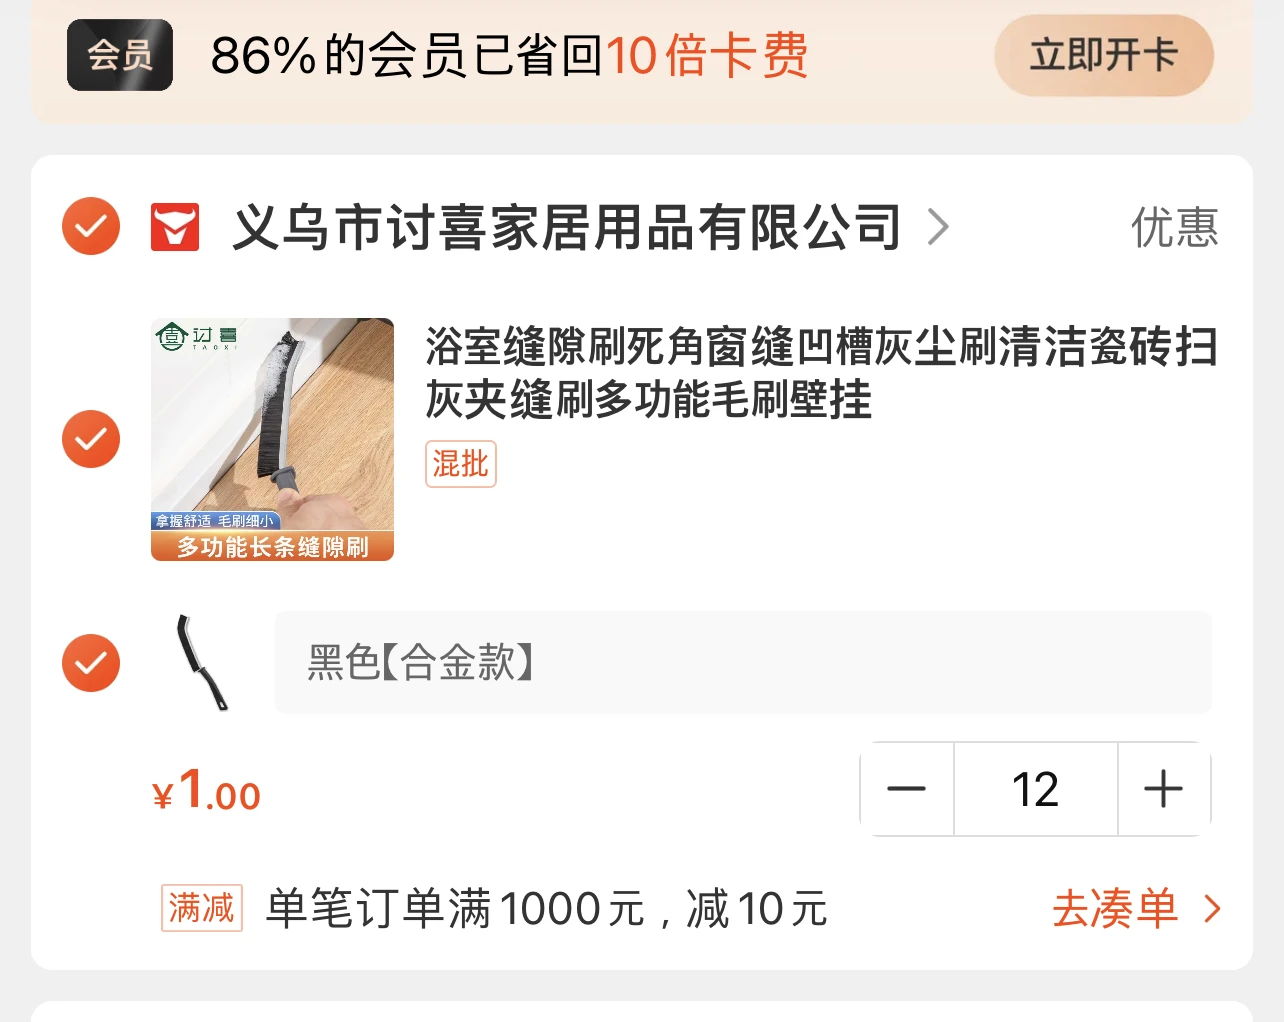 会员 86%的会员已省回10倍卡费 立即开卡
义乌市讨喜家居用品有限公司 优惠
讨喜
TAOXI
浴室缝隙刷死角窗缝凹槽灰尘刷清洁瓷砖扫
灰夹缝刷多功能毛刷壁挂
混批
拿握舒适 毛刷细小
多功能长条缝隙刷
黑色【合金款】
¥1.00 12
满减 单笔订单满1000元，减10元 去凑单